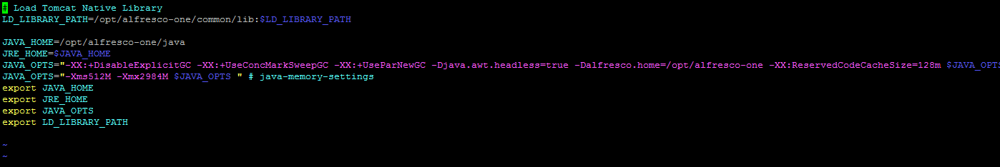 # Load Tomcat Native Library
LD_LIBRARY_PATH=/opt/alfresco-one/common/lib:$LD_LIBRARY_PATH
JAVA_HOME=/opt/alfresco-one/java
JRE_HOME=$JAVA_HOME
JAVA_OPTS="-XX:+DisableExplicitGC -XX:+UseConcMarkSweepGC -XX:+UseParNewGC -Djava.awt.headless=true -Dalfresco.home=/opt/alfresco-one -XX:ReservedCodeCacheSize=128m $JAVA_OPTS
JAVA_OPTS="-Xms512M -Xmx2984M $JAVA_OPTS " # java-memory-settings
export JAVA_HOME
export JRE_HOME
export JAVA_OPTS
export LD_LIBRARY_PATH
~
~